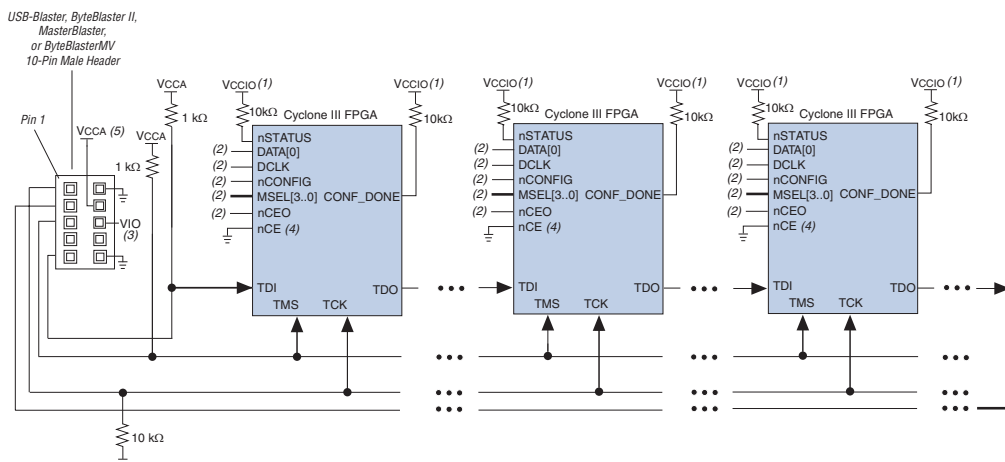 USB-Blaster, ByteBlaster II,
MasterBlaster,
or ByteBlasterMV
10-Pin Male Header
Pin 1
VCCA (5)
VCCA
1 kΩ
VCCA
1 kΩ
VIO
(3)
10 kΩ
VCCIO (1)
10kΩ
VCCIO (1)
10kΩ
Cyclone III FPGA
nSTATUS
(2) DATA[0]
(2) DCLK
(2) nCONFIG
(2) MSEL[3..0] CONF_DONE
(2) nCEO
nCE (4)
TDI TDO
TMS TCK
VCCIO (1)
10kΩ
VCCIO (1)
10kΩ
Cyclone III FPGA
nSTATUS
(2) DATA[0]
(2) DCLK
(2) nCONFIG
(2) MSEL[3..0] CONF_DONE
(2) nCEO
nCE (4)
TDI TDO
TMS TCK
VCCIO (1)
10kΩ
VCCIO (1)
10kΩ
Cyclone III FPGA
nSTATUS
(2) DATA[0]
(2) DCLK
(2) nCONFIG
(2) MSEL[3..0] CONF_DONE
(2) nCEO
nCE (4)
TDI TDO
TMS TCK